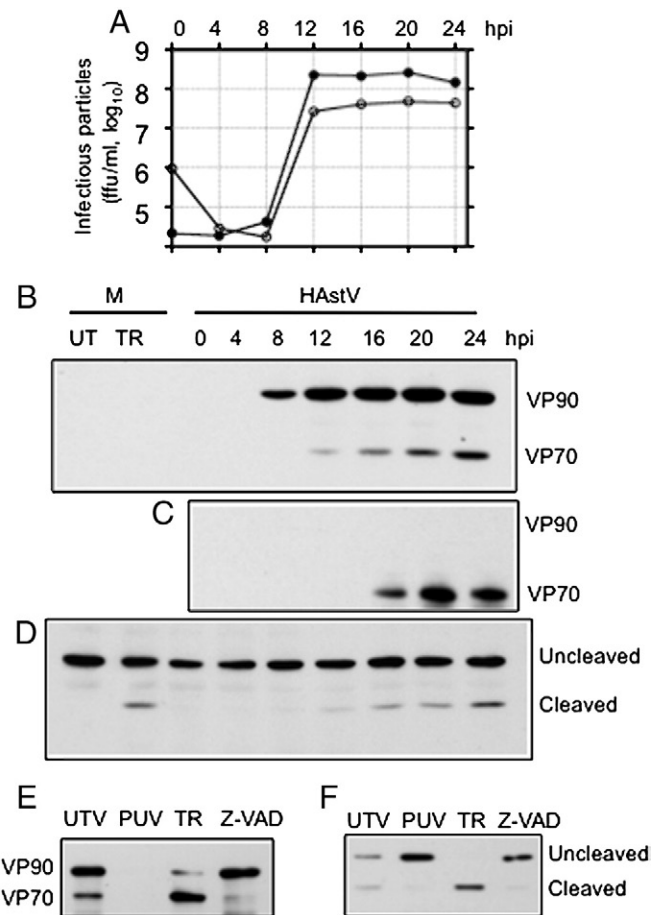 A
0 4 8 12 16 20 24 hpi
9
8
7
6
5
Infectious particles
(ffu/ml, log10)
B
M HAstV
UT TR 0 4 8 12 16 20 24 hpi
VP90
VP70
C
VP90
VP70
D
Uncleaved
Cleaved
E
UTV PUV TR Z-VAD
VP90
VP70
F
UTV PUV TR Z-VAD
Uncleaved
Cleaved